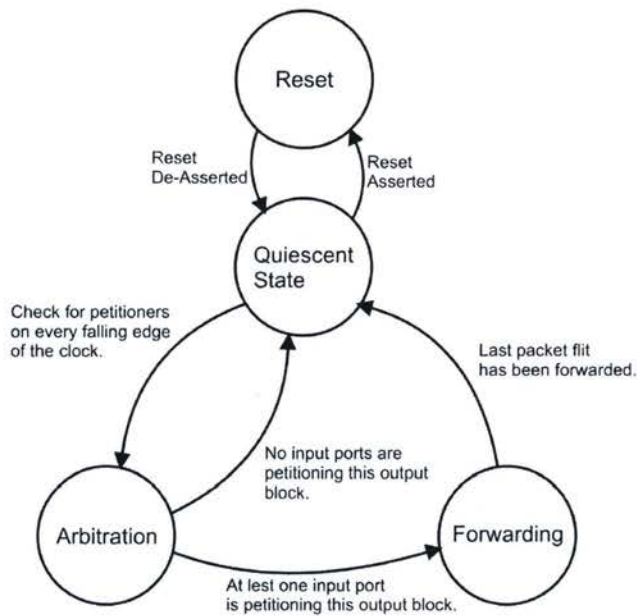 Reset
Reset
De-Asserted
Reset
Asserted
Quiescent
State
Check for petitioners
on every falling edge
of the clock.
Last packet flit
has been forwarded.
No input ports are
petitioning this output
block.
Arbitration
Forwarding
At lest one input port
is petitioning this output block.